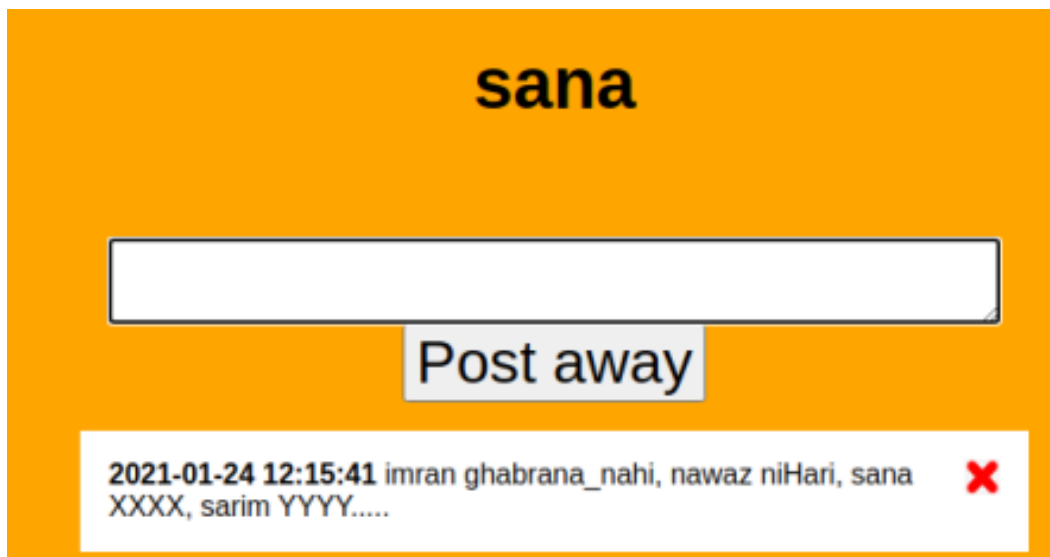 sana
Post away
2021-01-24 12:15:41 imran ghabrana_nahi, nawaz niHari, sana
XXXX, sarim YYYY.....